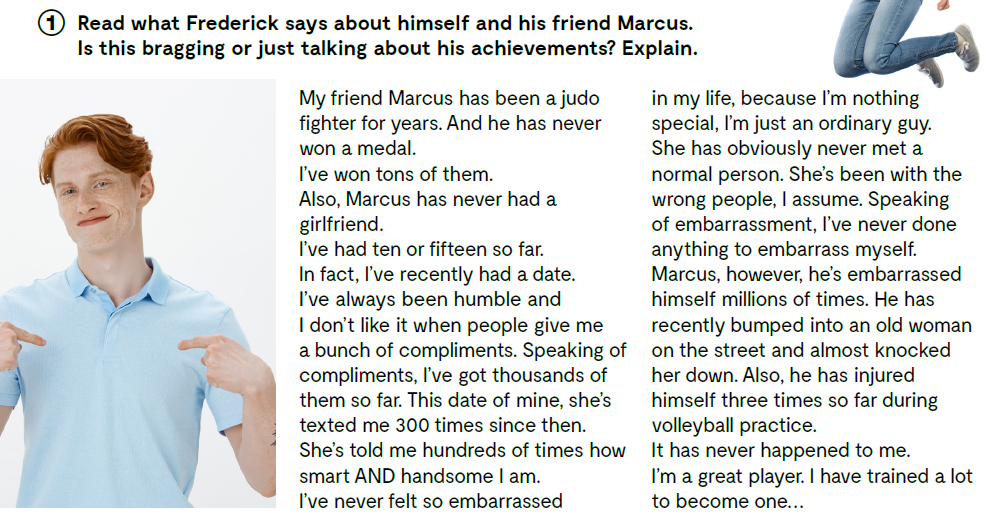 1 Read what Frederick says about himself and his friend Marcus.
Is this bragging or just talking about his achievements? Explain.
My friend Marcus has been a judo
fighter for years. And he has never
won a medal.
I've won tons of them.
Also, Marcus has never had a
girlfriend.
I've had ten or fifteen so far.
In fact, I've recently had a date.
I've always been humble and
I don't like it when people give me
a bunch of compliments. Speaking of
compliments, I've got thousands of
them so far. This date of mine, she's
texted me 300 times since then.
She's told me hundreds of times how
smart AND handsome I am.
I've never felt so embarrassed
in my life, because I'm nothing
special, I'm just an ordinary guy.
She has obviously never met a
normal person. She's been with the
wrong people, I assume. Speaking
of embarrassment, I've never done
anything to embarrass myself.
Marcus, however, he's embarrassed
himself millions of times. He has
recently bumped into an old woman
on the street and almost knocked
her down. Also, he has injured
himself three times so far during
volleyball practice.
It has never happened to me.
I'm a great player. I have trained a lot
to become one...